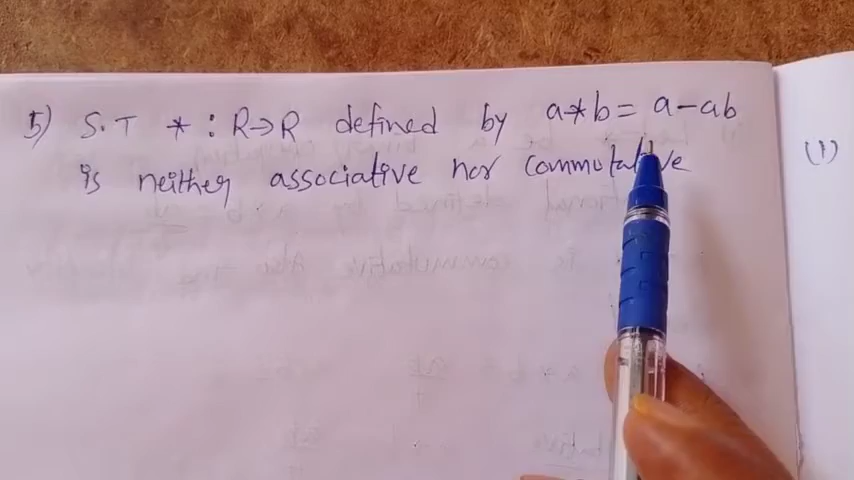 5) S.T * : R→R defined by a*b = a-ab
is neither associative nor commutative
(1)